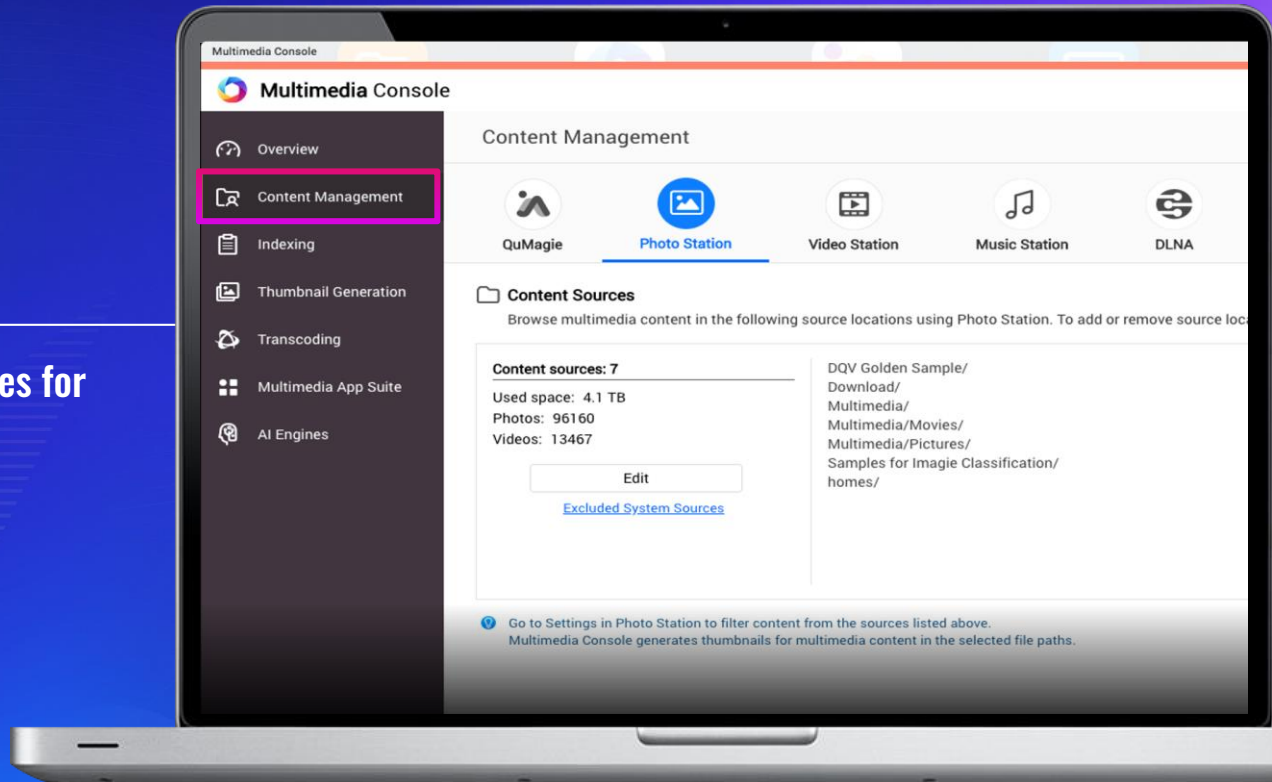 Multimedia Console
Multimedia Console
Overview
Content Management
Indexing
Thumbnail Generation
Transcoding
Multimedia App Suite
AI Engines
Content Management
QuMagie
Photo Station
Video Station
Music Station
DLNA
Content Sources
Browse multimedia content in the following source locations using Photo Station. To add or remove source
Content sources: 7
Used space: 4.1 TB
Photos: 96160
Videos: 13467
Edit
Excluded System Sources
DQV Golden Sample/
Download/
Multimedia/
Multimedia/Movies/
Multimedia/Pictures/
Samples for Imagie Classification/
homes/
Go to Settings in Photo Station to filter content from the sources listed above.
Multimedia Console generates thumbnails for multimedia content in the selected file paths.
for